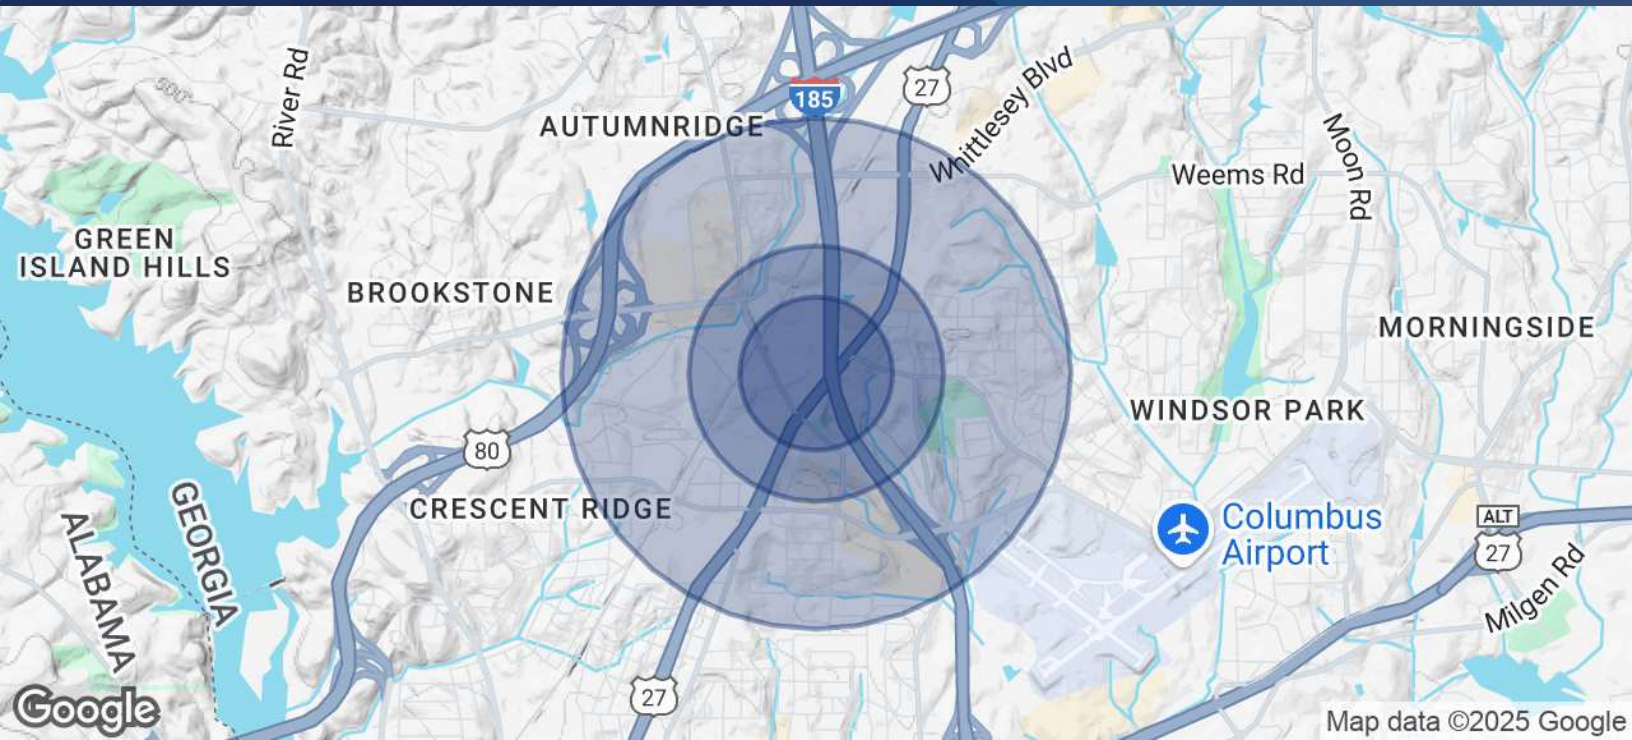 River Rd
500'
185
27
Whittlesey Blvd
AUTUMNRIDGE
Weems Rd
Moon Rd
GREEN
ISLAND HILLS
BROOKSTONE
MORNINGSIDE
WINDSOR PARK
80
GEORGIA
ALABAMA
CRESCENT RIDGE
Columbus
Airport
ALT
27
Milgen Rd
27
Google
Map data ©2025 Google